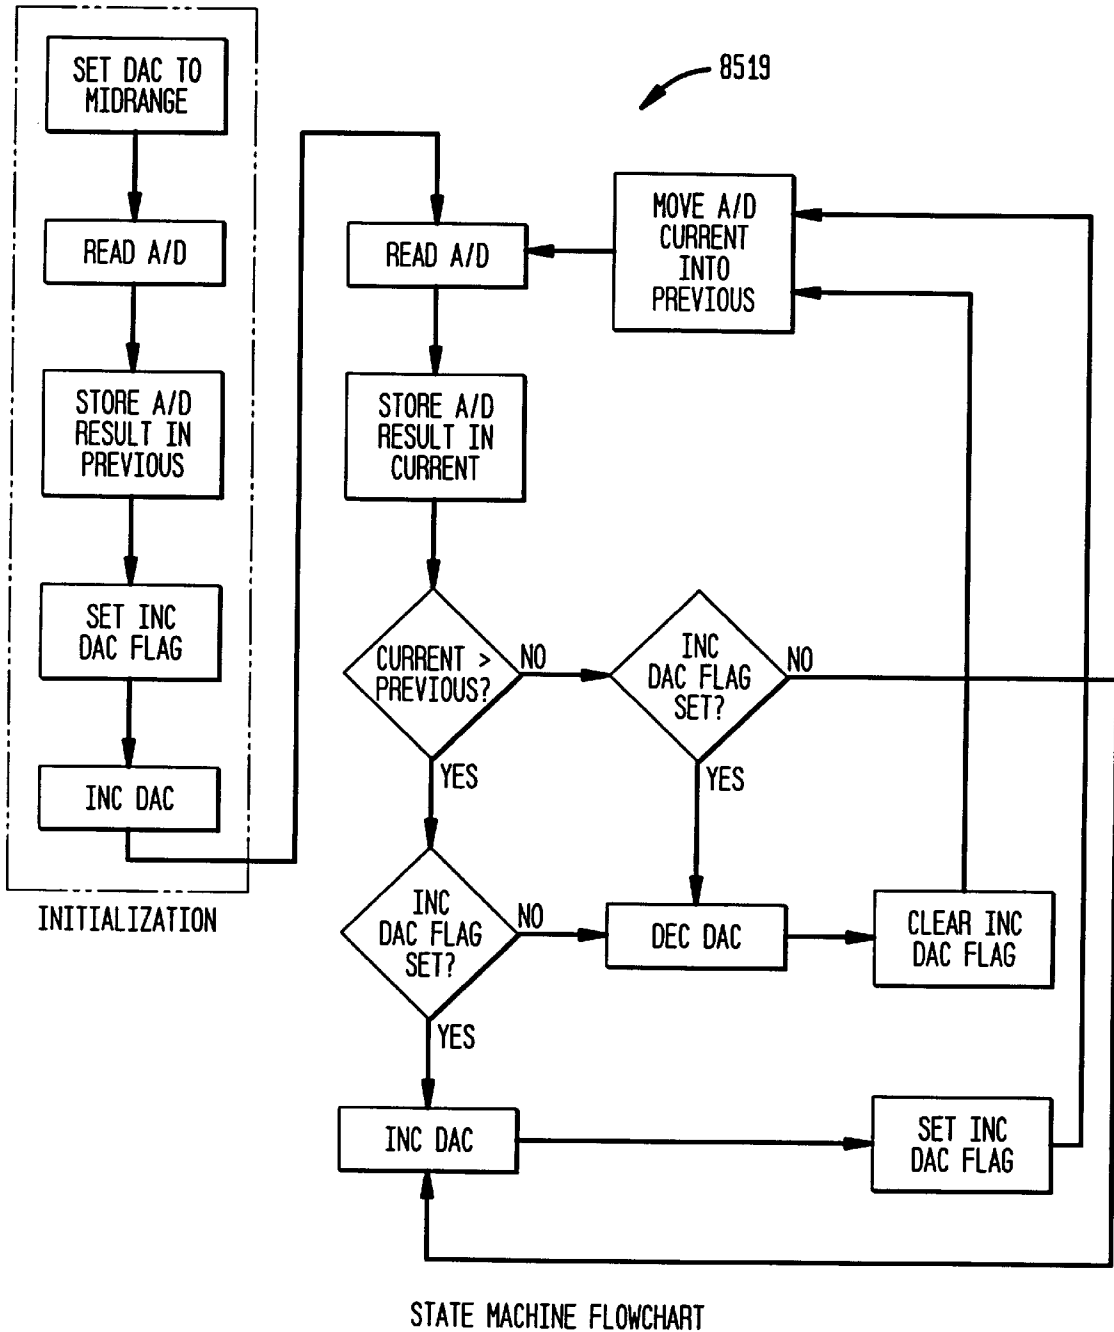 SET DAC TO
MIDRANGE
READ A/D
STORE A/D
RESULT IN
PREVIOUS
SET INC
DAC FLAG
INC DAC
INITIALIZATION
8519
READ A/D
MOVE A/D
CURRENT
INTO
PREVIOUS
STORE A/D
RESULT IN
CURRENT
CURRENT >
PREVIOUS?
NO
YES
INC
DAC FLAG
SET?
NO
YES
INC
DAC FLAG
SET?
NO
YES
DEC DAC
CLEAR INC
DAC FLAG
INC DAC
SET INC
DAC FLAG
STATE MACHINE FLOWCHART